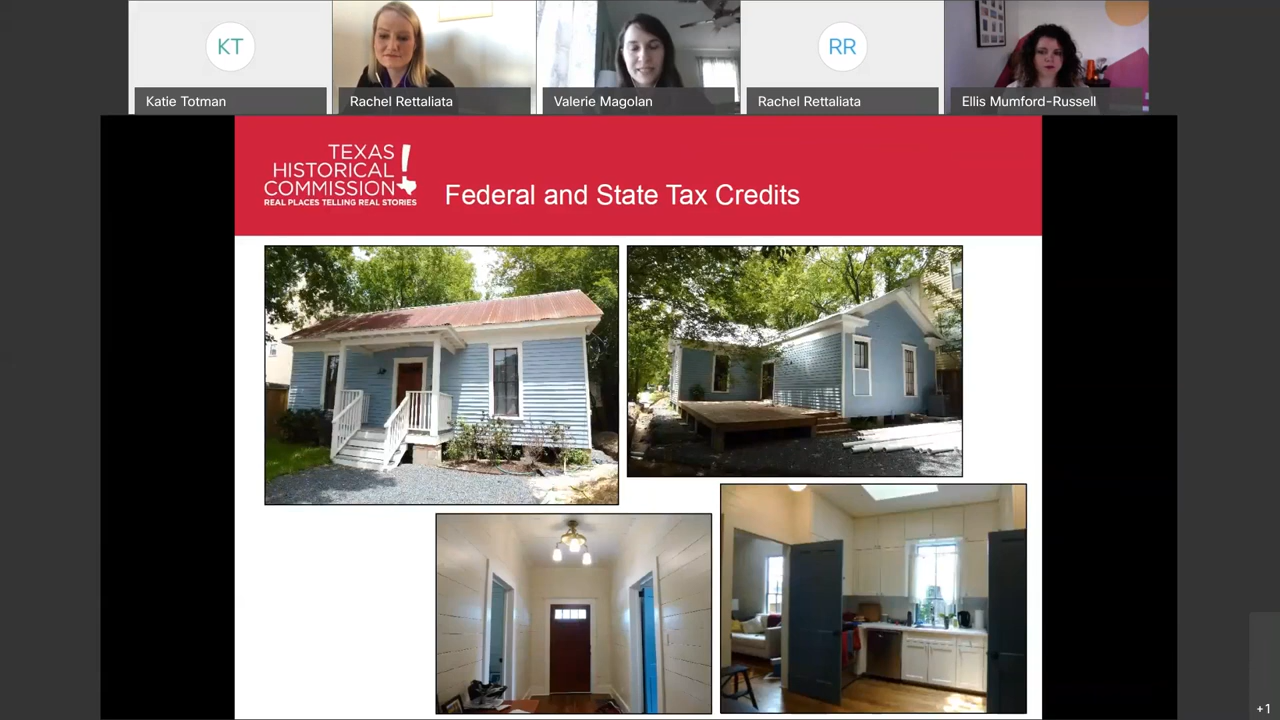 KT
RR
Katie Totman
Rachel Rettaliata
Valerie Magolan
Rachel Rettaliata
Ellis Mumford-Russell
TEXAS
HISTORICAL
COMMISSION
REAL PLACES TELLING REAL STORIES
Federal and State Tax Credits
+1